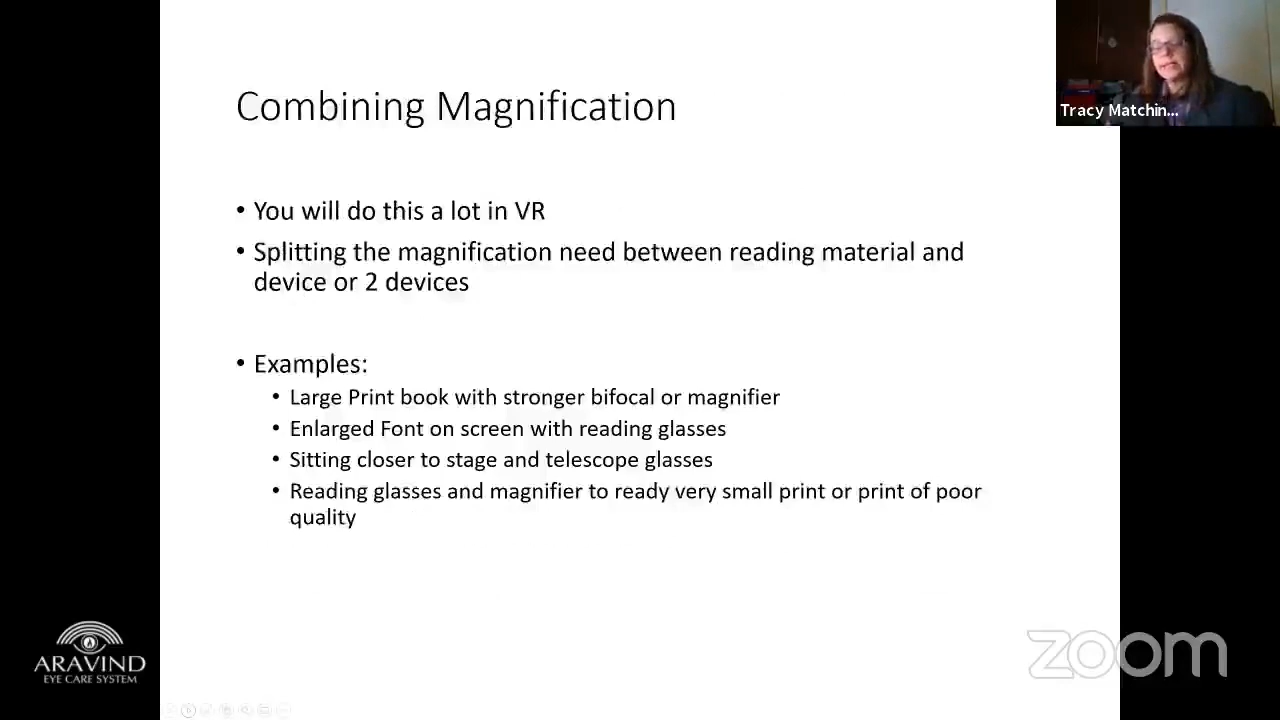 Combining Magnification
Tracy Matchin...
• You will do this a lot in VR
• Splitting the magnification need between reading material and
device or 2 devices
• Examples:
• Large Print book with stronger bifocal or magnifier
• Enlarged Font on screen with reading glasses
• Sitting closer to stage and telescope glasses
• Reading glasses and magnifier to ready very small print or print of poor
quality
ARAVIND
EYE CARE SYSTEM
zoom